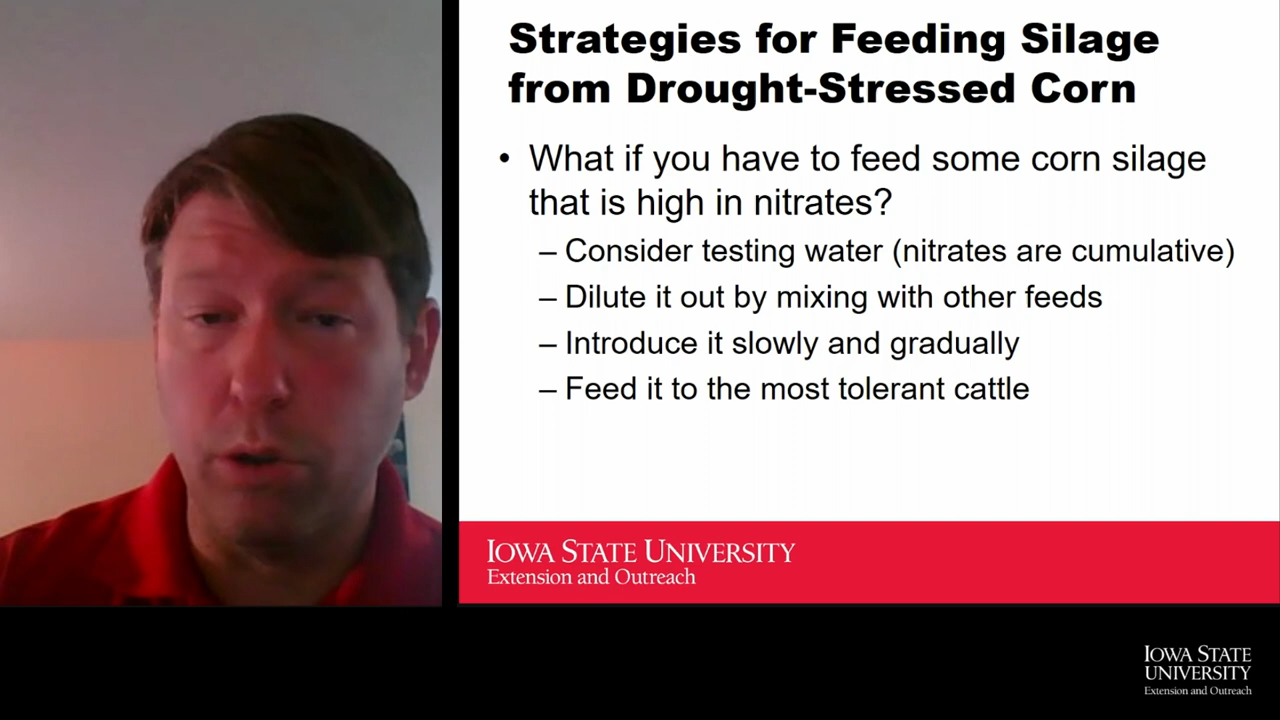 Strategies for Feeding Silage
from Drought-Stressed Corn
• What if you have to feed some corn silage
that is high in nitrates?
– Consider testing water (nitrates are cumulative)
– Dilute it out by mixing with other feeds
– Introduce it slowly and gradually
– Feed it to the most tolerant cattle
IOWA STATE UNIVERSITY
Extension and Outreach
IOWA STATE
UNIVERSITY
Extension and Outreach